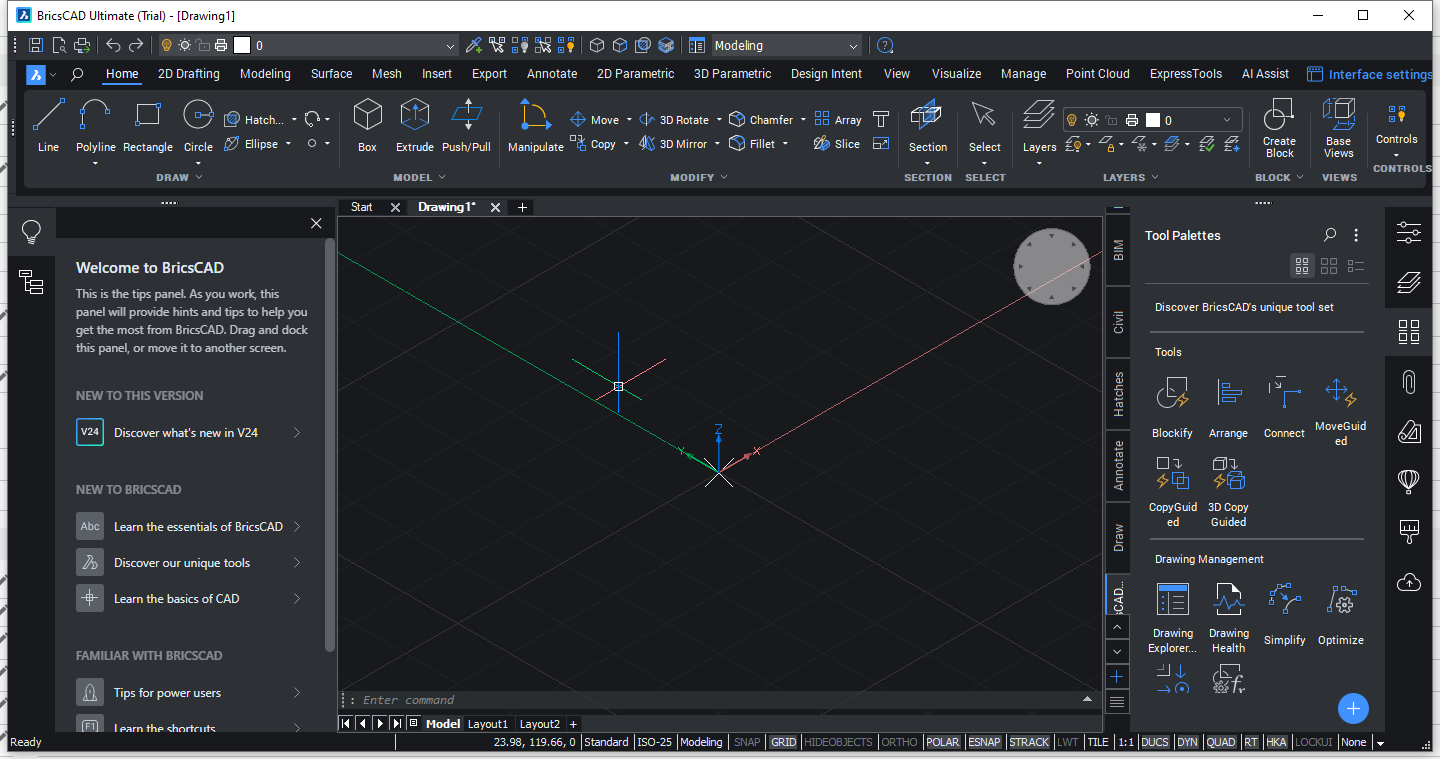 BricsCAD Ultimate (Trial) - [Drawing1]
0
Modeling
Home 2D Drafting Modeling Surface Mesh Insert Export Annotate 2D Parametric 3D Parametric Design Intent View Visualize Manage Point Cloud ExpressTools AI Assist Interface settings
Hatch... Move 3D Rotate Chamfer Array 0
Line Polyline Rectangle Circle Ellipse Box Extrude Push/Pull Manipulate Copy 3D Mirror Fillet Slice Section Select Layers Create Block Base Views Controls
DRAW MODEL MODIFY SECTION SELECT LAYERS BLOCK VIEWS CONTROLS
Start Drawing1* +
Welcome to BricsCAD
This is the tips panel. As you work, this
panel will provide hints and tips to help you
get the most from BricsCAD. Drag and dock
this panel, or move it to another screen.
NEW TO THIS VERSION
V24 Discover what's new in V24
NEW TO BRICSCAD
Abc Learn the essentials of BricsCAD
Discover our unique tools
Learn the basics of CAD
FAMILIAR WITH BRICSCAD
Tips for power users
F1 Learn the shortcuts
Z
Y X
: Enter command
Model Layout1 Layout2 +
BIM
Civil
Hatches
Annotate
Draw
sCAD...
Tool Palettes
Discover BricsCAD's unique tool set
Tools
Blockify Arrange Connect MoveGuid
ed
CopyGuid 3D Copy
ed Guided
Drawing Management
Drawing Drawing Simplify Optimize
Explorer... Health
fx
Ready 23.98, 119.66, 0 Standard ISO-25 Modeling SNAP GRID HIDEOBJECTS ORTHO POLAR ESNAP STRACK LWT TILE 1:1 DUCS DYN QUAD RT HKA LOCKUI None